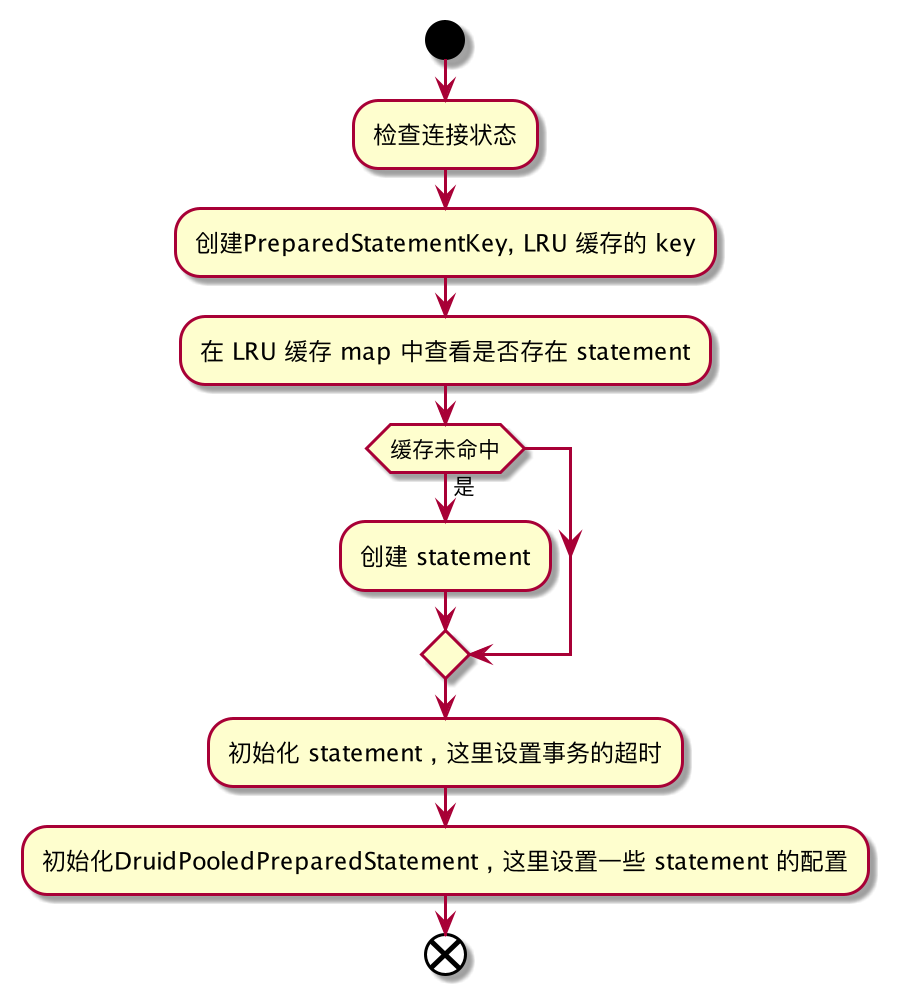 检查连接状态
创建PreparedStatementKey, LRU 缓存的 key
在 LRU 缓存 map 中查看是否存在 statement
缓存未命中
是
创建 statement
初始化 statement，这里设置事务的超时
初始化DruidPooledPreparedStatement，这里设置一些 statement 的配置